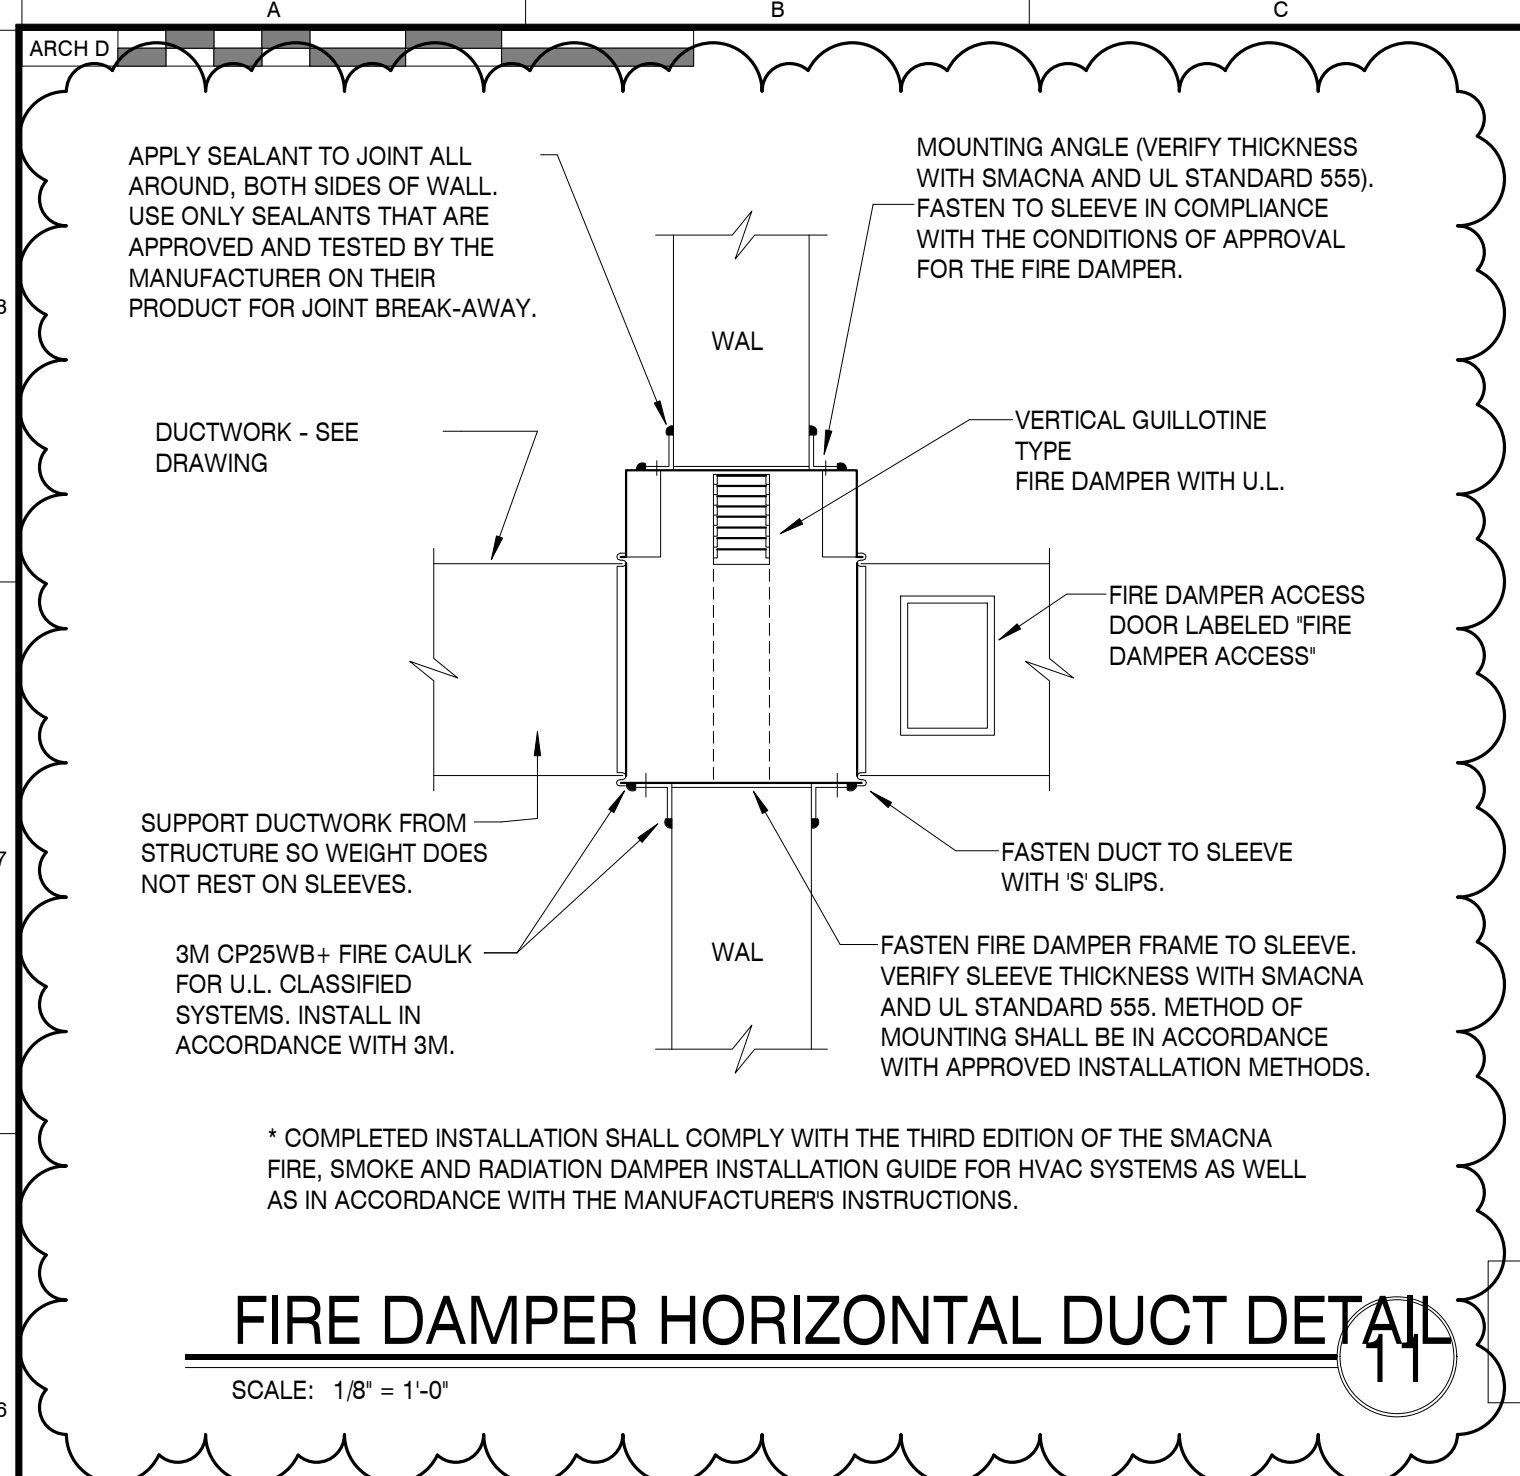 A
B
C
ARCH D
APPLY SEALANT TO JOINT ALL
AROUND, BOTH SIDES OF WALL.
USE ONLY SEALANTS THAT ARE
APPROVED AND TESTED BY THE
MANUFACTURER ON THEIR
PRODUCT FOR JOINT BREAK-AWAY.
MOUNTING ANGLE (VERIFY THICKNESS
WITH SMACNA AND UL STANDARD 555).
FASTEN TO SLEEVE IN COMPLIANCE
WITH THE CONDITIONS OF APPROVAL
FOR THE FIRE DAMPER.
8
WAL
DUCTWORK - SEE
DRAWING
VERTICAL GUILLOTINE
TYPE
FIRE DAMPER WITH U.L.
FIRE DAMPER ACCESS
DOOR LABELED "FIRE
DAMPER ACCESS"
SUPPORT DUCTWORK FROM
STRUCTURE SO WEIGHT DOES
NOT REST ON SLEEVES.
7
FASTEN DUCT TO SLEEVE
WITH 'S' SLIPS.
3M CP25WB+ FIRE CAULK
FOR U.L. CLASSIFIED
SYSTEMS. INSTALL IN
ACCORDANCE WITH 3M.
WAL
FASTEN FIRE DAMPER FRAME TO SLEEVE.
VERIFY SLEEVE THICKNESS WITH SMACNA
AND UL STANDARD 555. METHOD OF
MOUNTING SHALL BE IN ACCORDANCE
WITH APPROVED INSTALLATION METHODS.
* COMPLETED INSTALLATION SHALL COMPLY WITH THE THIRD EDITION OF THE SMACNA
FIRE, SMOKE AND RADIATION DAMPER INSTALLATION GUIDE FOR HVAC SYSTEMS AS WELL
AS IN ACCORDANCE WITH THE MANUFACTURER'S INSTRUCTIONS.
FIRE DAMPER HORIZONTAL DUCT DETAIL
11
SCALE: 1/8" = 1'-0"
6